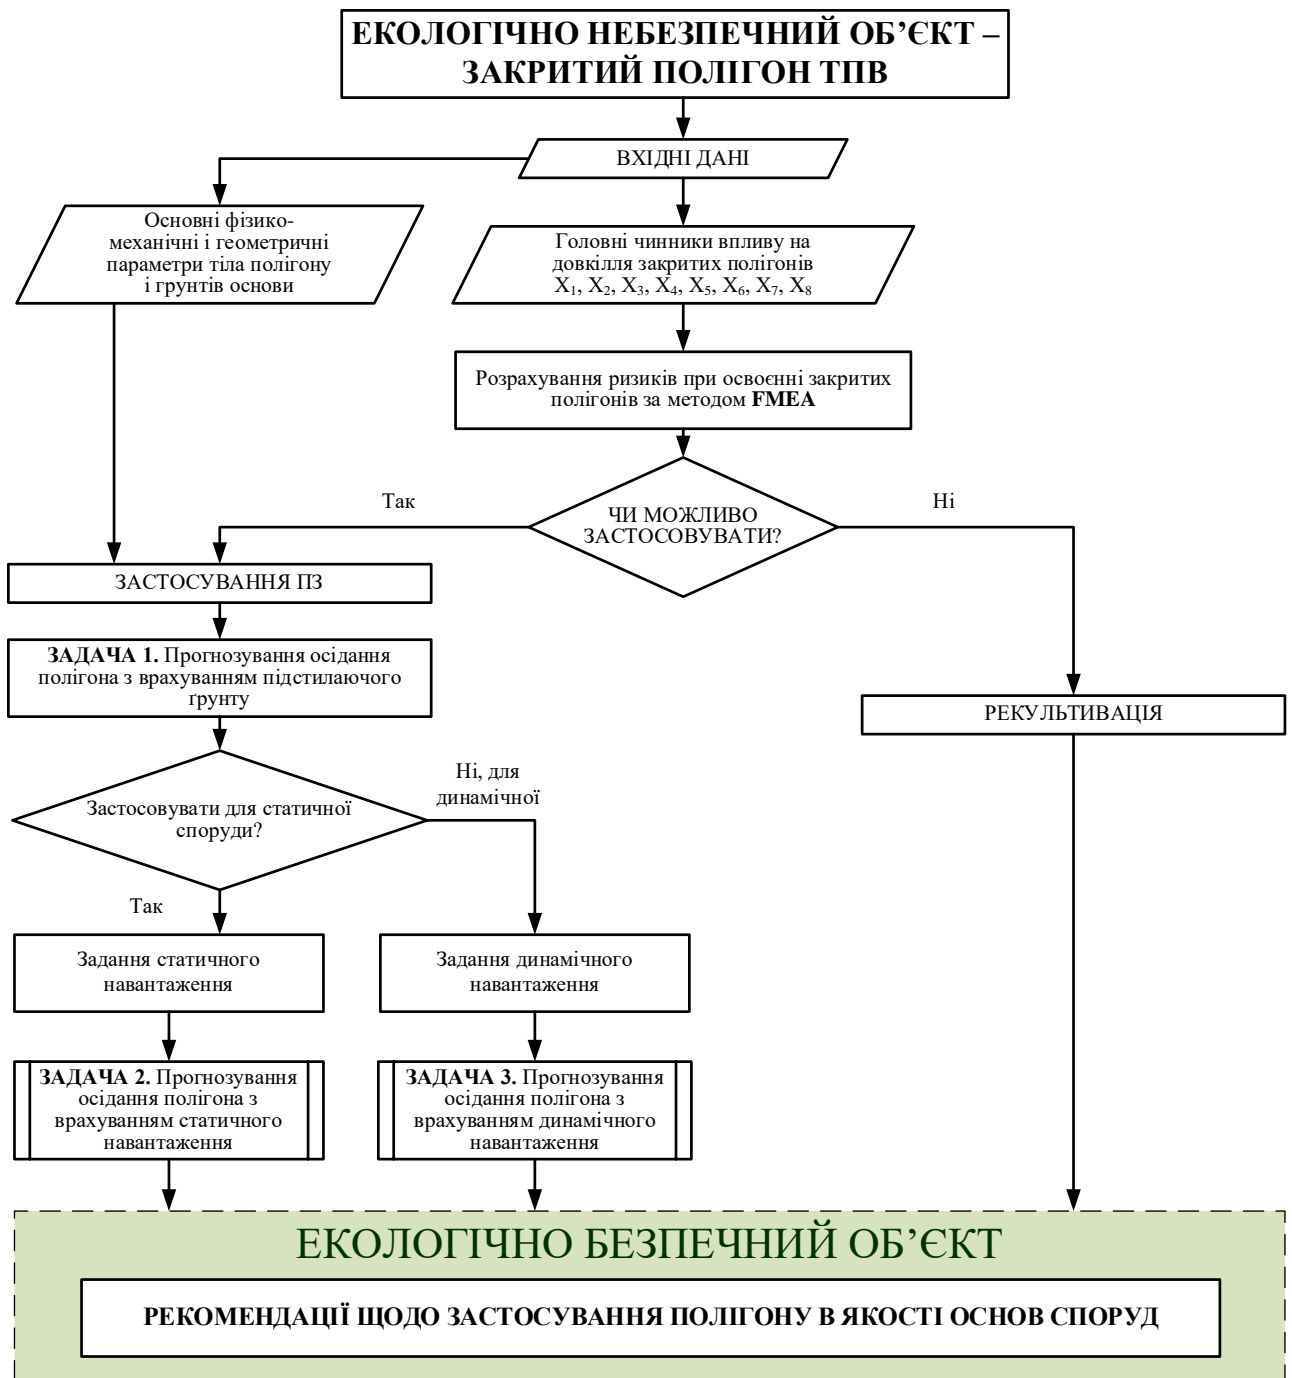 ЕКОЛОГІЧНО НЕБЕЗПЕЧНИЙ ОБ’ЄКТ –
ЗАКРИТИЙ ПОЛІГОН ТПВ
ВХІДНІ ДАНІ
Основні фізико-
механічні і геометричні
параметри тіла полігону
і грунтів основи
Головні чинники впливу на
довкілля закритих полігонів
X₁, X₂, X₃, X₄, X₅, X₆, X₇, X₈
Розрахування ризиків при освоєнні закритих
полігонів за методом FMEA
Так
Ні
ЧИ МОЖЛИВО
ЗАСТОСОВУВАТИ?
ЗАСТОСУВАННЯ ПЗ
ЗАДАЧА 1. Прогнозування осідання
полігона з врахуванням підстилаючого
ґрунту
РЕКУЛЬТИВАЦІЯ
Ні, для
динамічної
Застосовувати для статичної
споруди?
Так
Задання статичного
навантаження
Задання динамічного
навантаження
ЗАДАЧА 2. Прогнозування
осідання полігона з
врахуванням статичного
навантаження
ЗАДАЧА 3. Прогнозування
осідання полігона з
врахуванням динамічного
навантаження
ЕКОЛОГІЧНО БЕЗПЕЧНИЙ ОБ’ЄКТ
РЕКОМЕНДАЦІЇ ЩОДО ЗАСТОСУВАННЯ ПОЛІГОНУ В ЯКОСТІ ОСНОВ СПОРУД